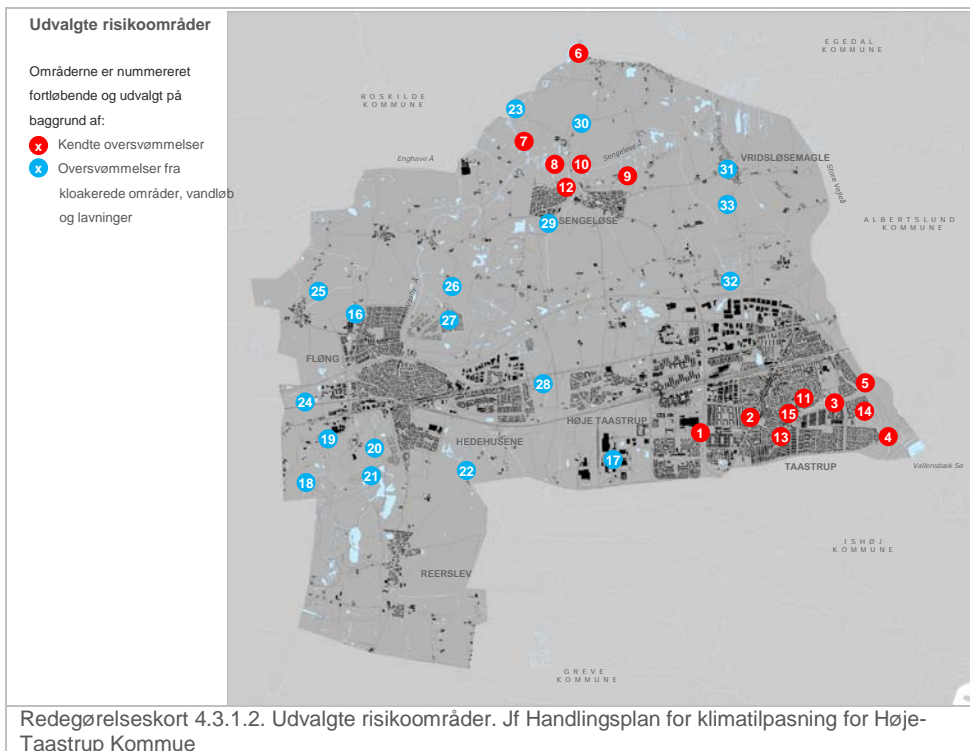 Udvalgte risikoområder
Områderne er nummereret
fortløbende og udvalgt på
baggrund af:
x Kendte oversvømmelser
x Oversvømmelser fra
kloakerede områder, vandløb
og lavninger
EGEDAL
KOMMUNE
6
ROSKILDE
KOMMUNE
23
30
7
Enghave Å
Sengeløse Å
VRIDSLØSEMAGLE
8
10
9
31
12
Store Vejleå
33
ALBERTSLUND
KOMMUNE
29
SENGELØSE
32
26
25
Vasby Å
16
27
FLØNG
28
5
24
11
3
14
15
2
HØJE TAASTRUP
1
13
4
19
HEDEHUSENE
20
17
TAASTRUP
Vallensbæk Sø
22
21
18
ISHØJ
KOMMUNE
REERSLEV
GREVE
KOMMUNE
Redegørelseskort 4.3.1.2. Udvalgte risikoområder. Jf Handlingsplan for klimatilpasning for Høje-
Taastrup Kommue